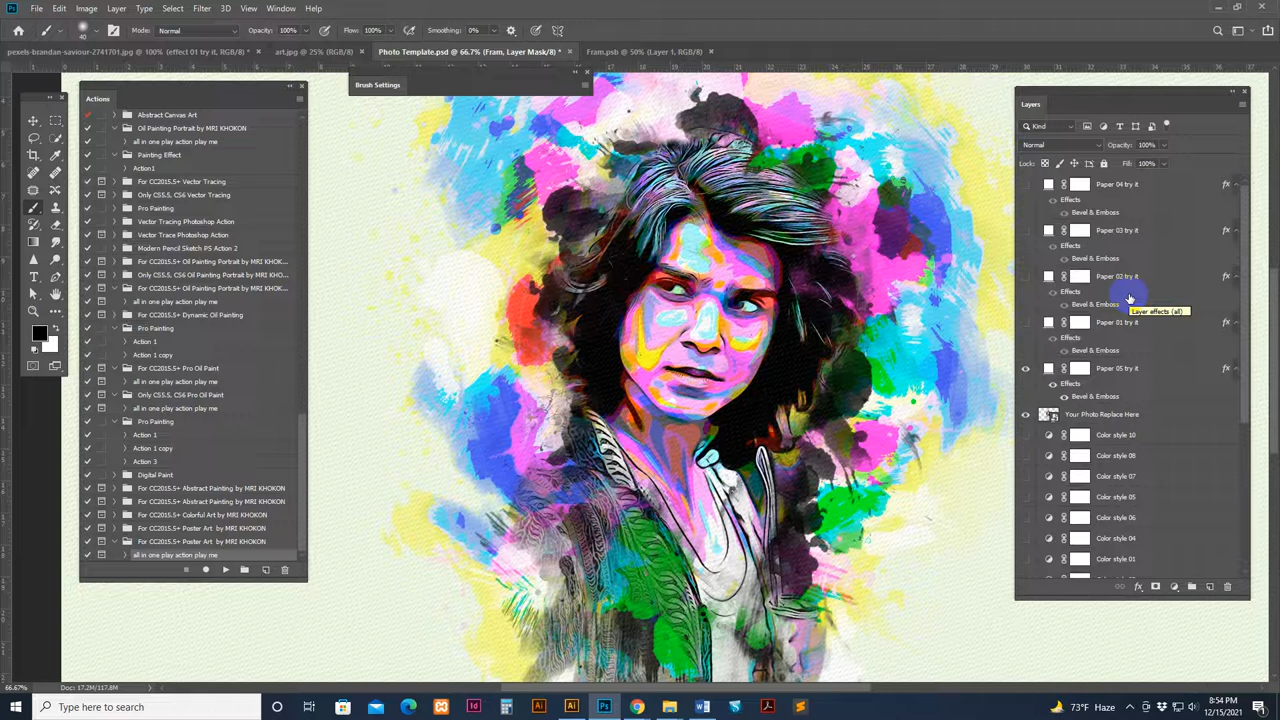 Ps File Edit Image Layer Type Select Filter 3D View Window Help
40 Mode: Normal Opacity: 100% Flow: 100% Smoothing: 0%
pexels-brandan-saviour-2741701.jpg @ 100% (effect 01 try it, RGB/8) * × art.jpg @ 25% (RGB/8) × Photo Template.psd @ 66.7% (Fram, Layer Mask/8) * × Fram.psb @ 50% (Layer 1, RGB/8) ×
Brush Settings
Actions
Abstract Canvas Art
Oil Painting Portrait by MRI KHOKON
all in one play action play me
Painting Effect
Action1
For CC2015.5+ Vector Tracing
Only CS5.5, CS6 Vector Tracing
Pro Painting
Vector Tracing Photoshop Action
Vector Trace Photoshop Action
Modern Pencil Sketch PS Action 2
For CC2015.5+ Oil Painting Portrait by MRI KHOK...
Only CS5.5, CS6 Oil Painting Portrait by MRI KHO...
For CC2015.5+ Oil Painting Portrait by MRI KHOK...
all in one play action play me
For CC2015.5+ Dynamic Oil Painting
Pro Painting
Action 1
Action 1 copy
For CC2015.5+ Pro Oil Paint
all in one play action play me
Only CS5.5, CS6 Pro Oil Paint
all in one play action play me
Pro Painting
Action 1
Action 1 copy
Action 3
Digital Paint
For CC2015.5+ Abstract Painting by MRI KHOKON
For CC2015.5+ Abstract Painting by MRI KHOKON
For CC2015.5+ Colorful Art by MRI KHOKON
For CC2015.5+ Poster Art by MRI KHOKON
For CC2015.5+ Poster Art by MRI KHOKON
all in one play action play me
Layers
Kind
Normal Opacity: 100%
Lock: Fill: 100%
Paper 04 try it fx
Effects
Bevel & Emboss
Paper 03 try it fx
Effects
Bevel & Emboss
Paper 02 try it fx
Effects
Bevel & Emboss
Layer effects (all)
Paper 01 try it fx
Effects
Bevel & Emboss
Paper 05 try it fx
Effects
Bevel & Emboss
Your Photo Replace Here
Color style 10
Color style 08
Color style 07
Color style 05
Color style 06
Color style 04
Color style 01
66.67% Doc: 17.2M/117.8M
Type here to search
73°F Haze
8:54 PM
12/15/2021